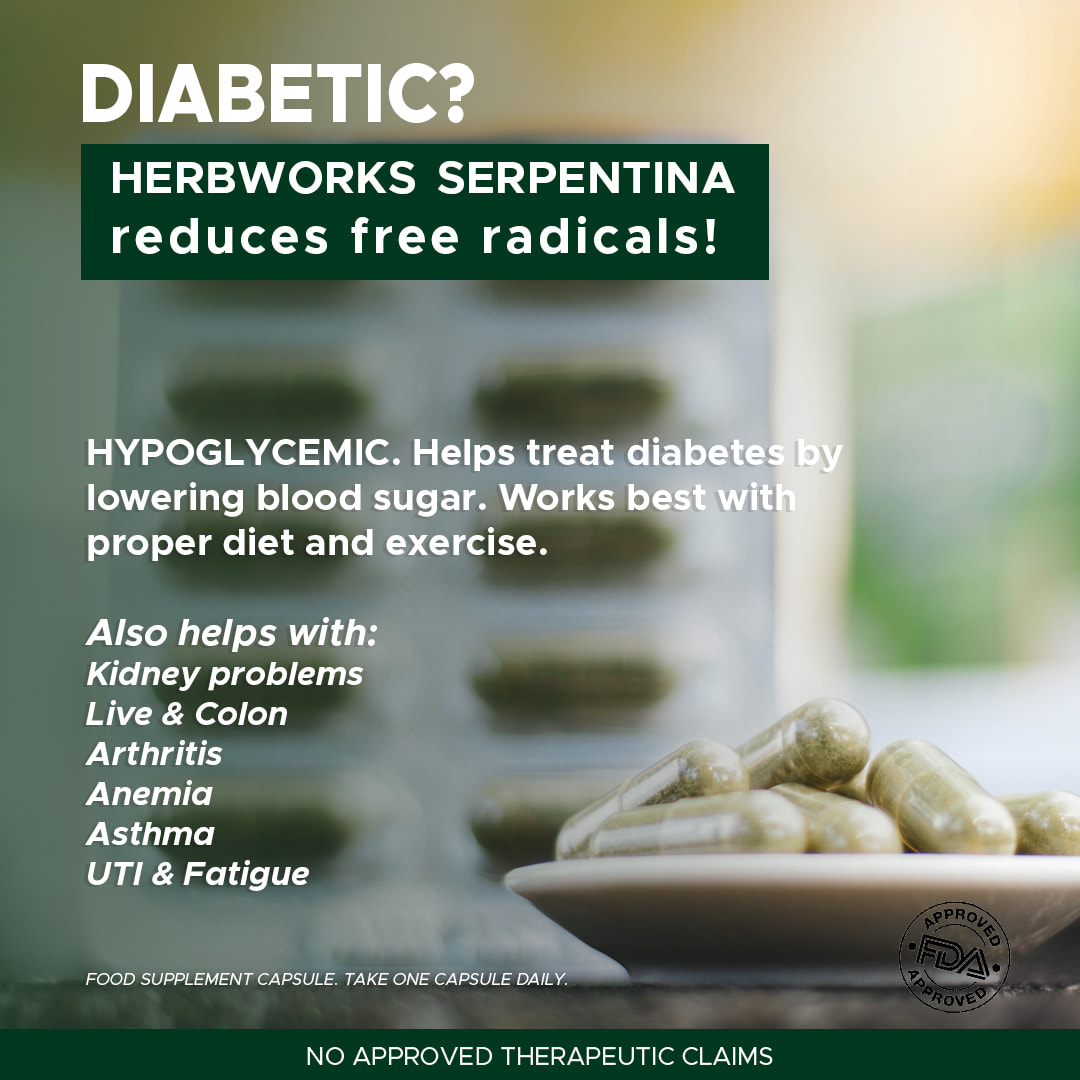 DIABETIC?
HERBWORKS SERPENTINA
reduces free radicals!
HYPOGLYCEMIC. Helps treat diabetes by
lowering blood sugar. Works best with
proper diet and exercise.
Also helps with:
Kidney problems
Live & Colon
Arthritis
Anemia
Asthma
UTI & Fatigue
FOOD SUPPLEMENT CAPSULE. TAKE ONE CAPSULE DAILY.
APPROVED
FDA
APPROVED
NO APPROVED THERAPEUTIC CLAIMS